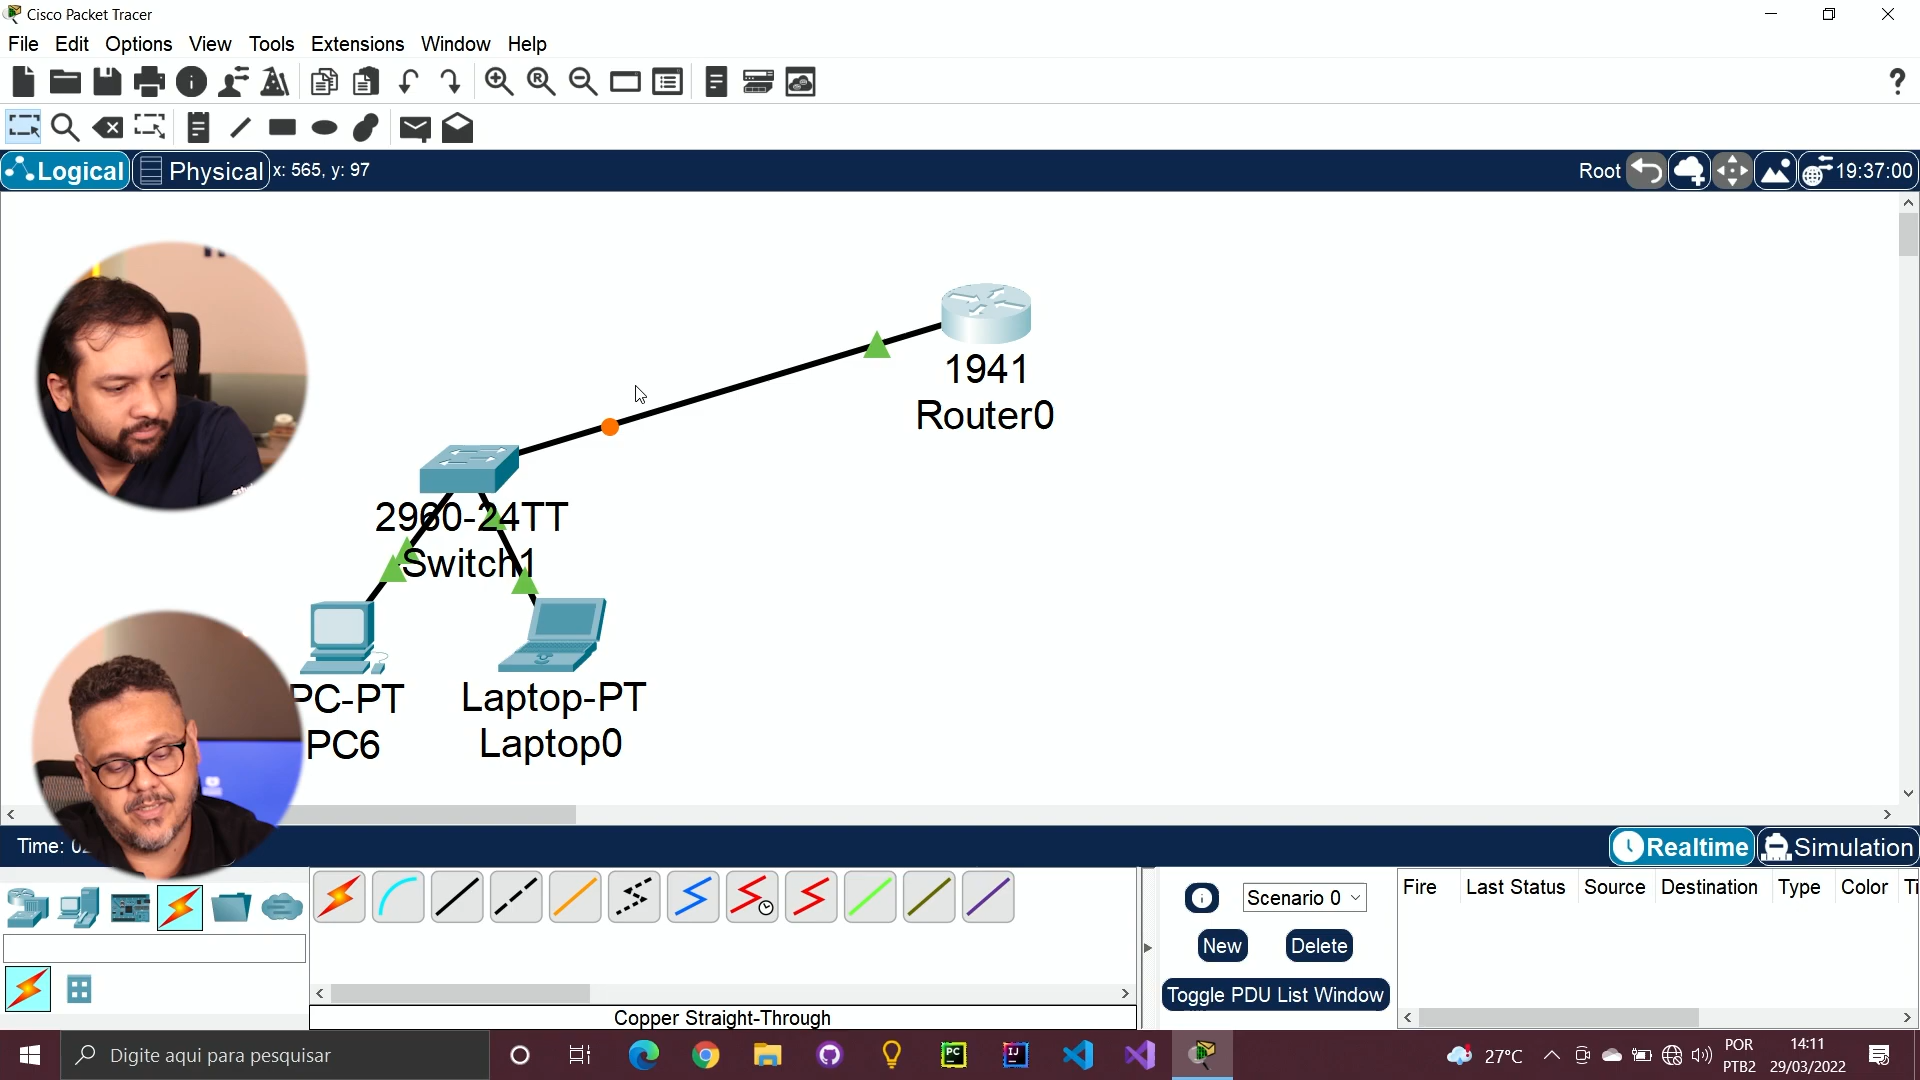 Cisco Packet Tracer
File Edit Options View Tools Extensions Window Help
Logical Physical x: 565, y: 97 Root 19:37:00
1941
Router0
2960-24TT
Switch1
PC-PT
PC6
Laptop-PT
Laptop0
Time: Realtime Simulation
Scenario 0
New Delete
Toggle PDU List Window
Fire Last Status Source Destination Type Color Ti
Copper Straight-Through
Digite aqui para pesquisar
27°C
POR
PTB2
14:11
29/03/2022